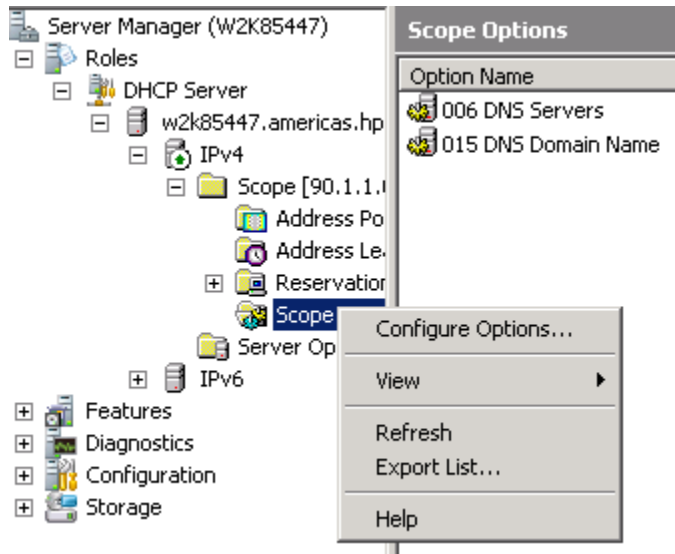 Server Manager (W2K85447)
Roles
DHCP Server
w2k85447.americas.hp
IPv4
Scope [90.1.1.
Address Po
Address Le
Reservation
Scope
Server Op
IPv6
Features
Diagnostics
Configuration
Storage
Scope Options
Option Name
006 DNS Servers
015 DNS Domain Name
Configure Options...
View
Refresh
Export List...
Help